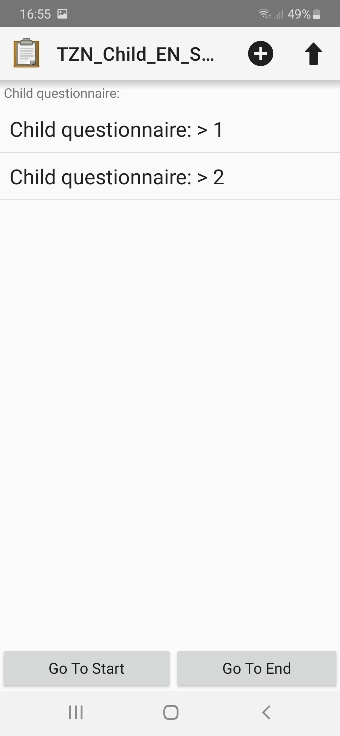 16:55 49%
TZN_Child_EN_S...
Child questionnaire:
Child questionnaire: > 1
Child questionnaire: > 2
Go To Start Go To End